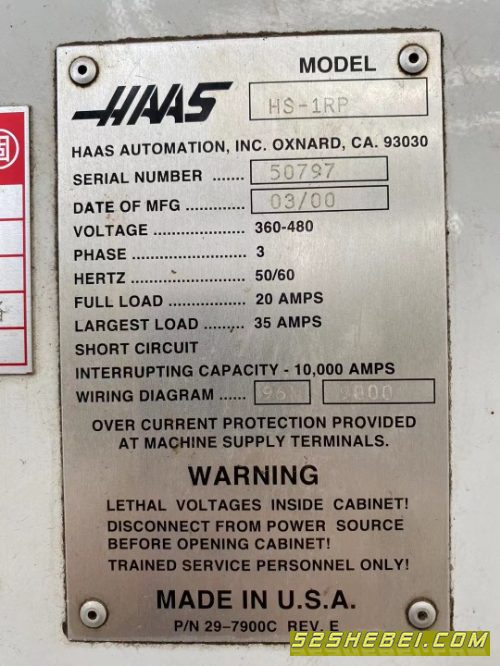 固
HAAS
MODEL
HS-1RP
HAAS AUTOMATION, INC. OXNARD, CA. 93030
SERIAL NUMBER ....... 50797
DATE OF MFG ............... 03/00
VOLTAGE .................... 360-480
PHASE ......................... 3
HERTZ ......................... 50/60
FULL LOAD .................. 20 AMPS
LARGEST LOAD ......... 35 AMPS
SHORT CIRCUIT
INTERRUPTING CAPACITY - 10,000 AMPS
WIRING DIAGRAM ......
OVER CURRENT PROTECTION PROVIDED
AT MACHINE SUPPLY TERMINALS.
WARNING
LETHAL VOLTAGES INSIDE CABINET!
DISCONNECT FROM POWER SOURCE
BEFORE OPENING CABINET!
TRAINED SERVICE PERSONNEL ONLY!
MADE IN U.S.A.
P/N 29-7900C REV. E
52SHEBEI.COM